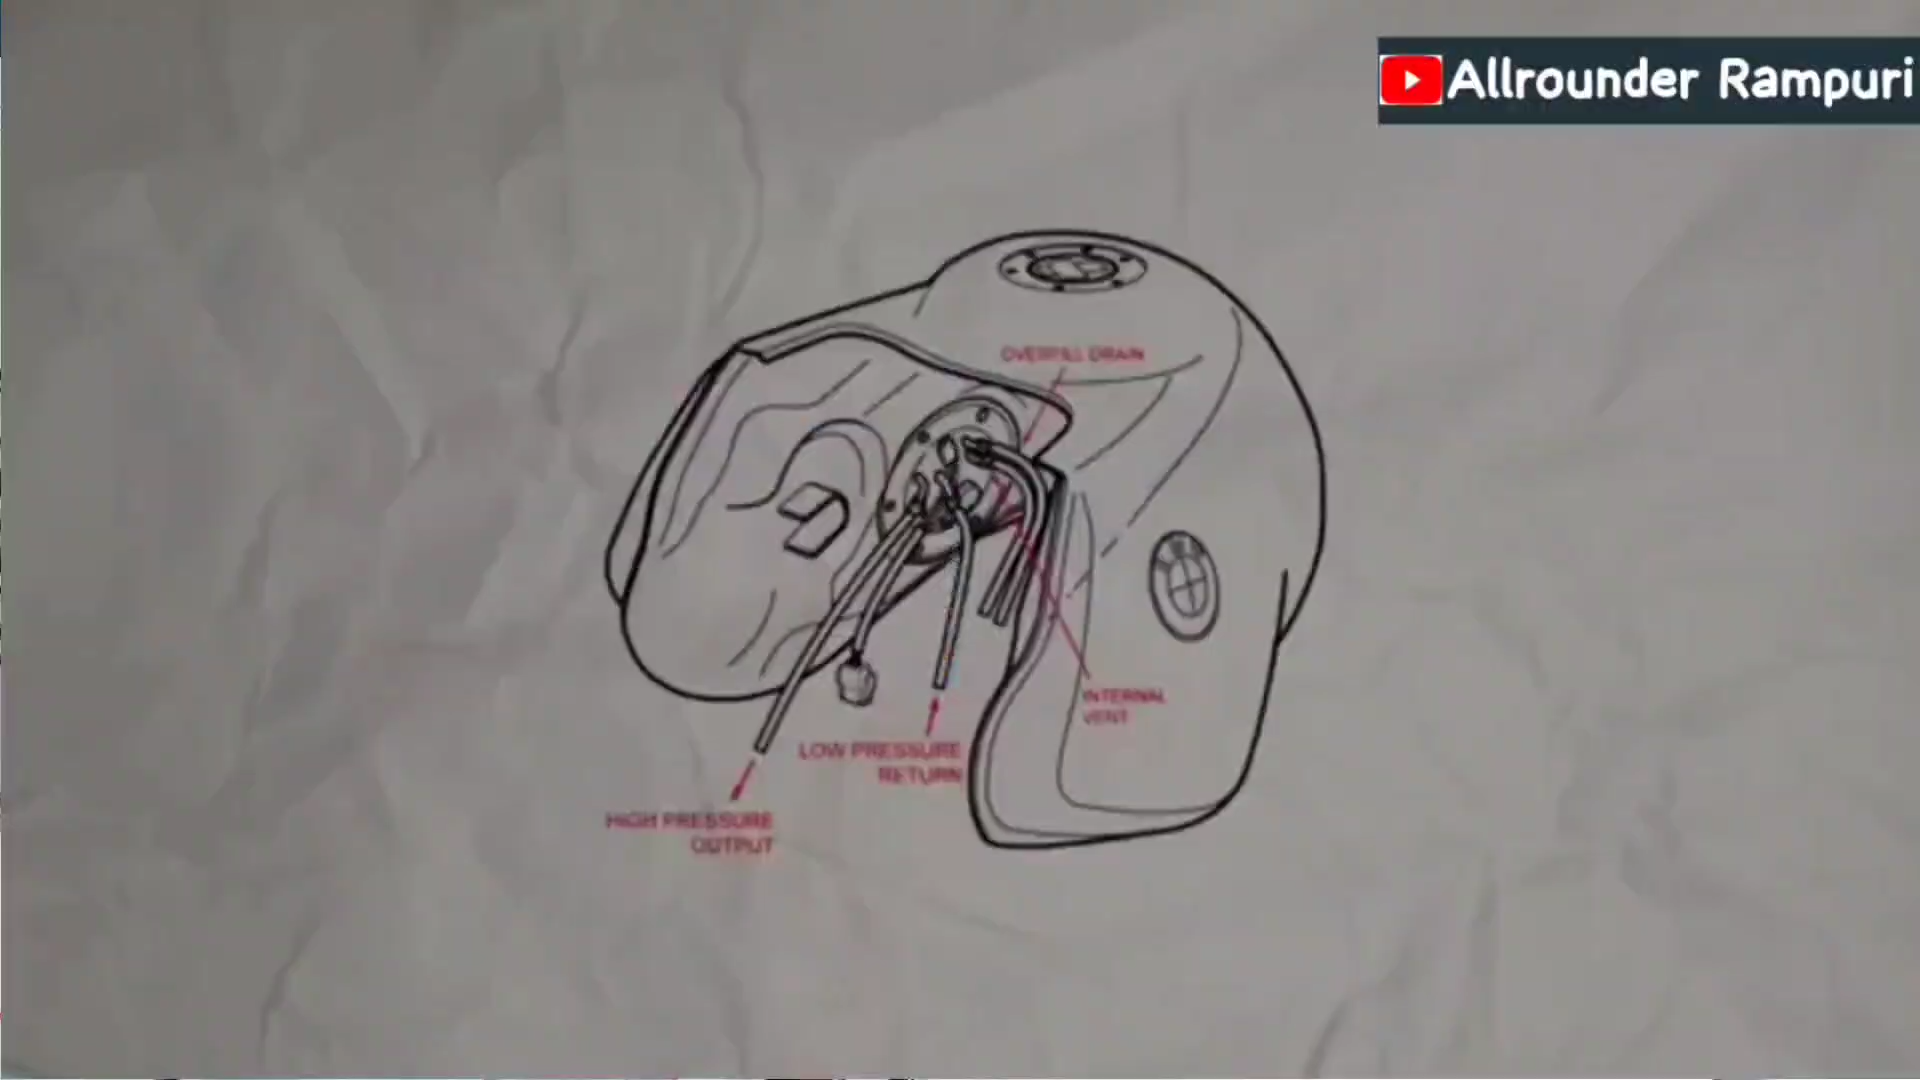 Allrounder Rampuri
OVERFILL DRAIN
INTERNAL
VENT
LOW PRESSURE
RETURN
HIGH PRESSURE
OUTPUT